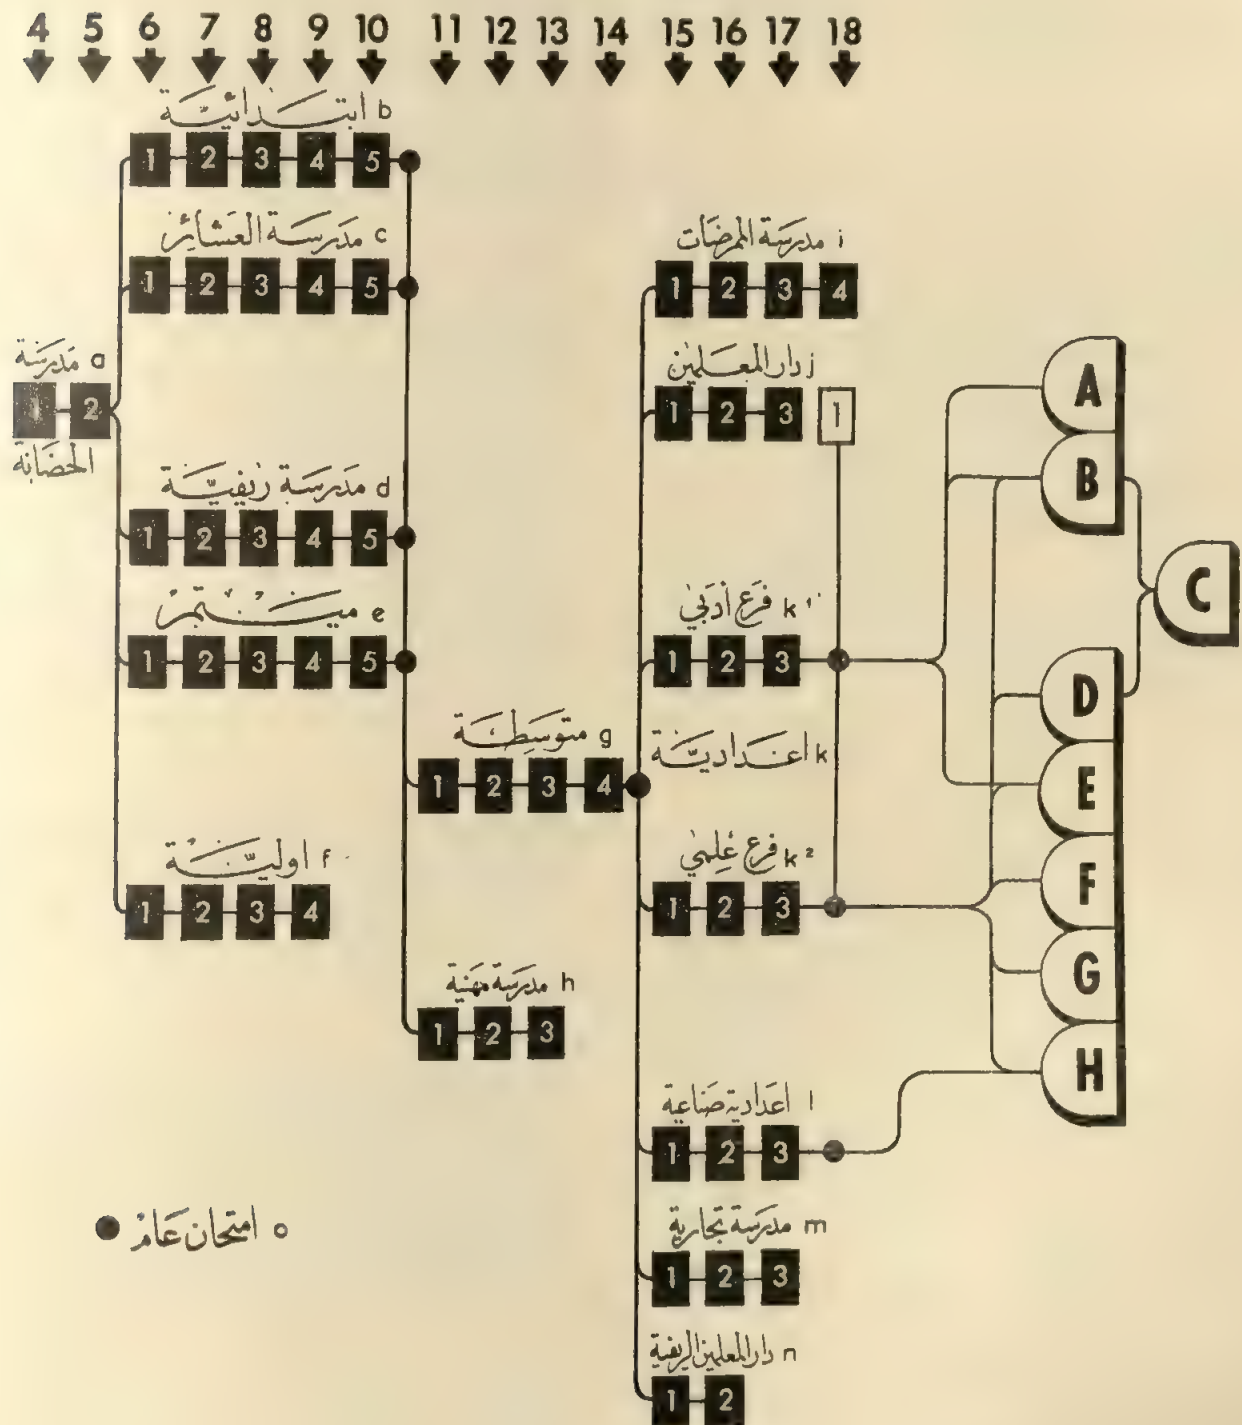 4 5 6 7 8 9 10 11 12 13 14 15 16 17 18
b ابتدائية
1 2 3 4 5
c مدرسة العشائر
1 2 3 4 5
i مدرسة الممرضات
1 2 3 4
a مدرسة
1 2
الحضانة
j دار المعلمين
1 2 3 1
A
B
C
d مدرسة ريفية
1 2 3 4 5
e ميتم
1 2 3 4 5
k¹ فرع أدبي
1 2 3
D
E
F
G
H
g متوسطة
1 2 3 4
k اعدادية
f اولية
1 2 3 4
k² فرع علمي
1 2 3
h مدرسة مهنية
1 2 3
l اعدادية صناعية
1 2 3
m مدرسة تجارية
1 2 3
n دار المعلمين الريفية
1 2
o امتحان عام